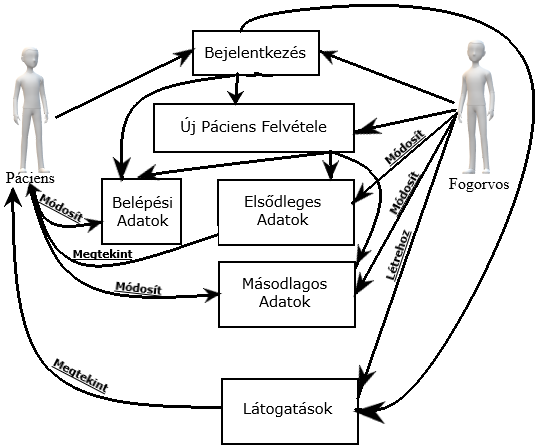 Bejelentkezés
Új Páciens Felvétele
Módosít
Páciens
Fogorvos
Módosít
Belépési
Adatok
Elsődleges
Adatok
Módosít
Megtekint
Létrehoz
Módosít
Másodlagos
Adatok
Megtekint
Látogatások